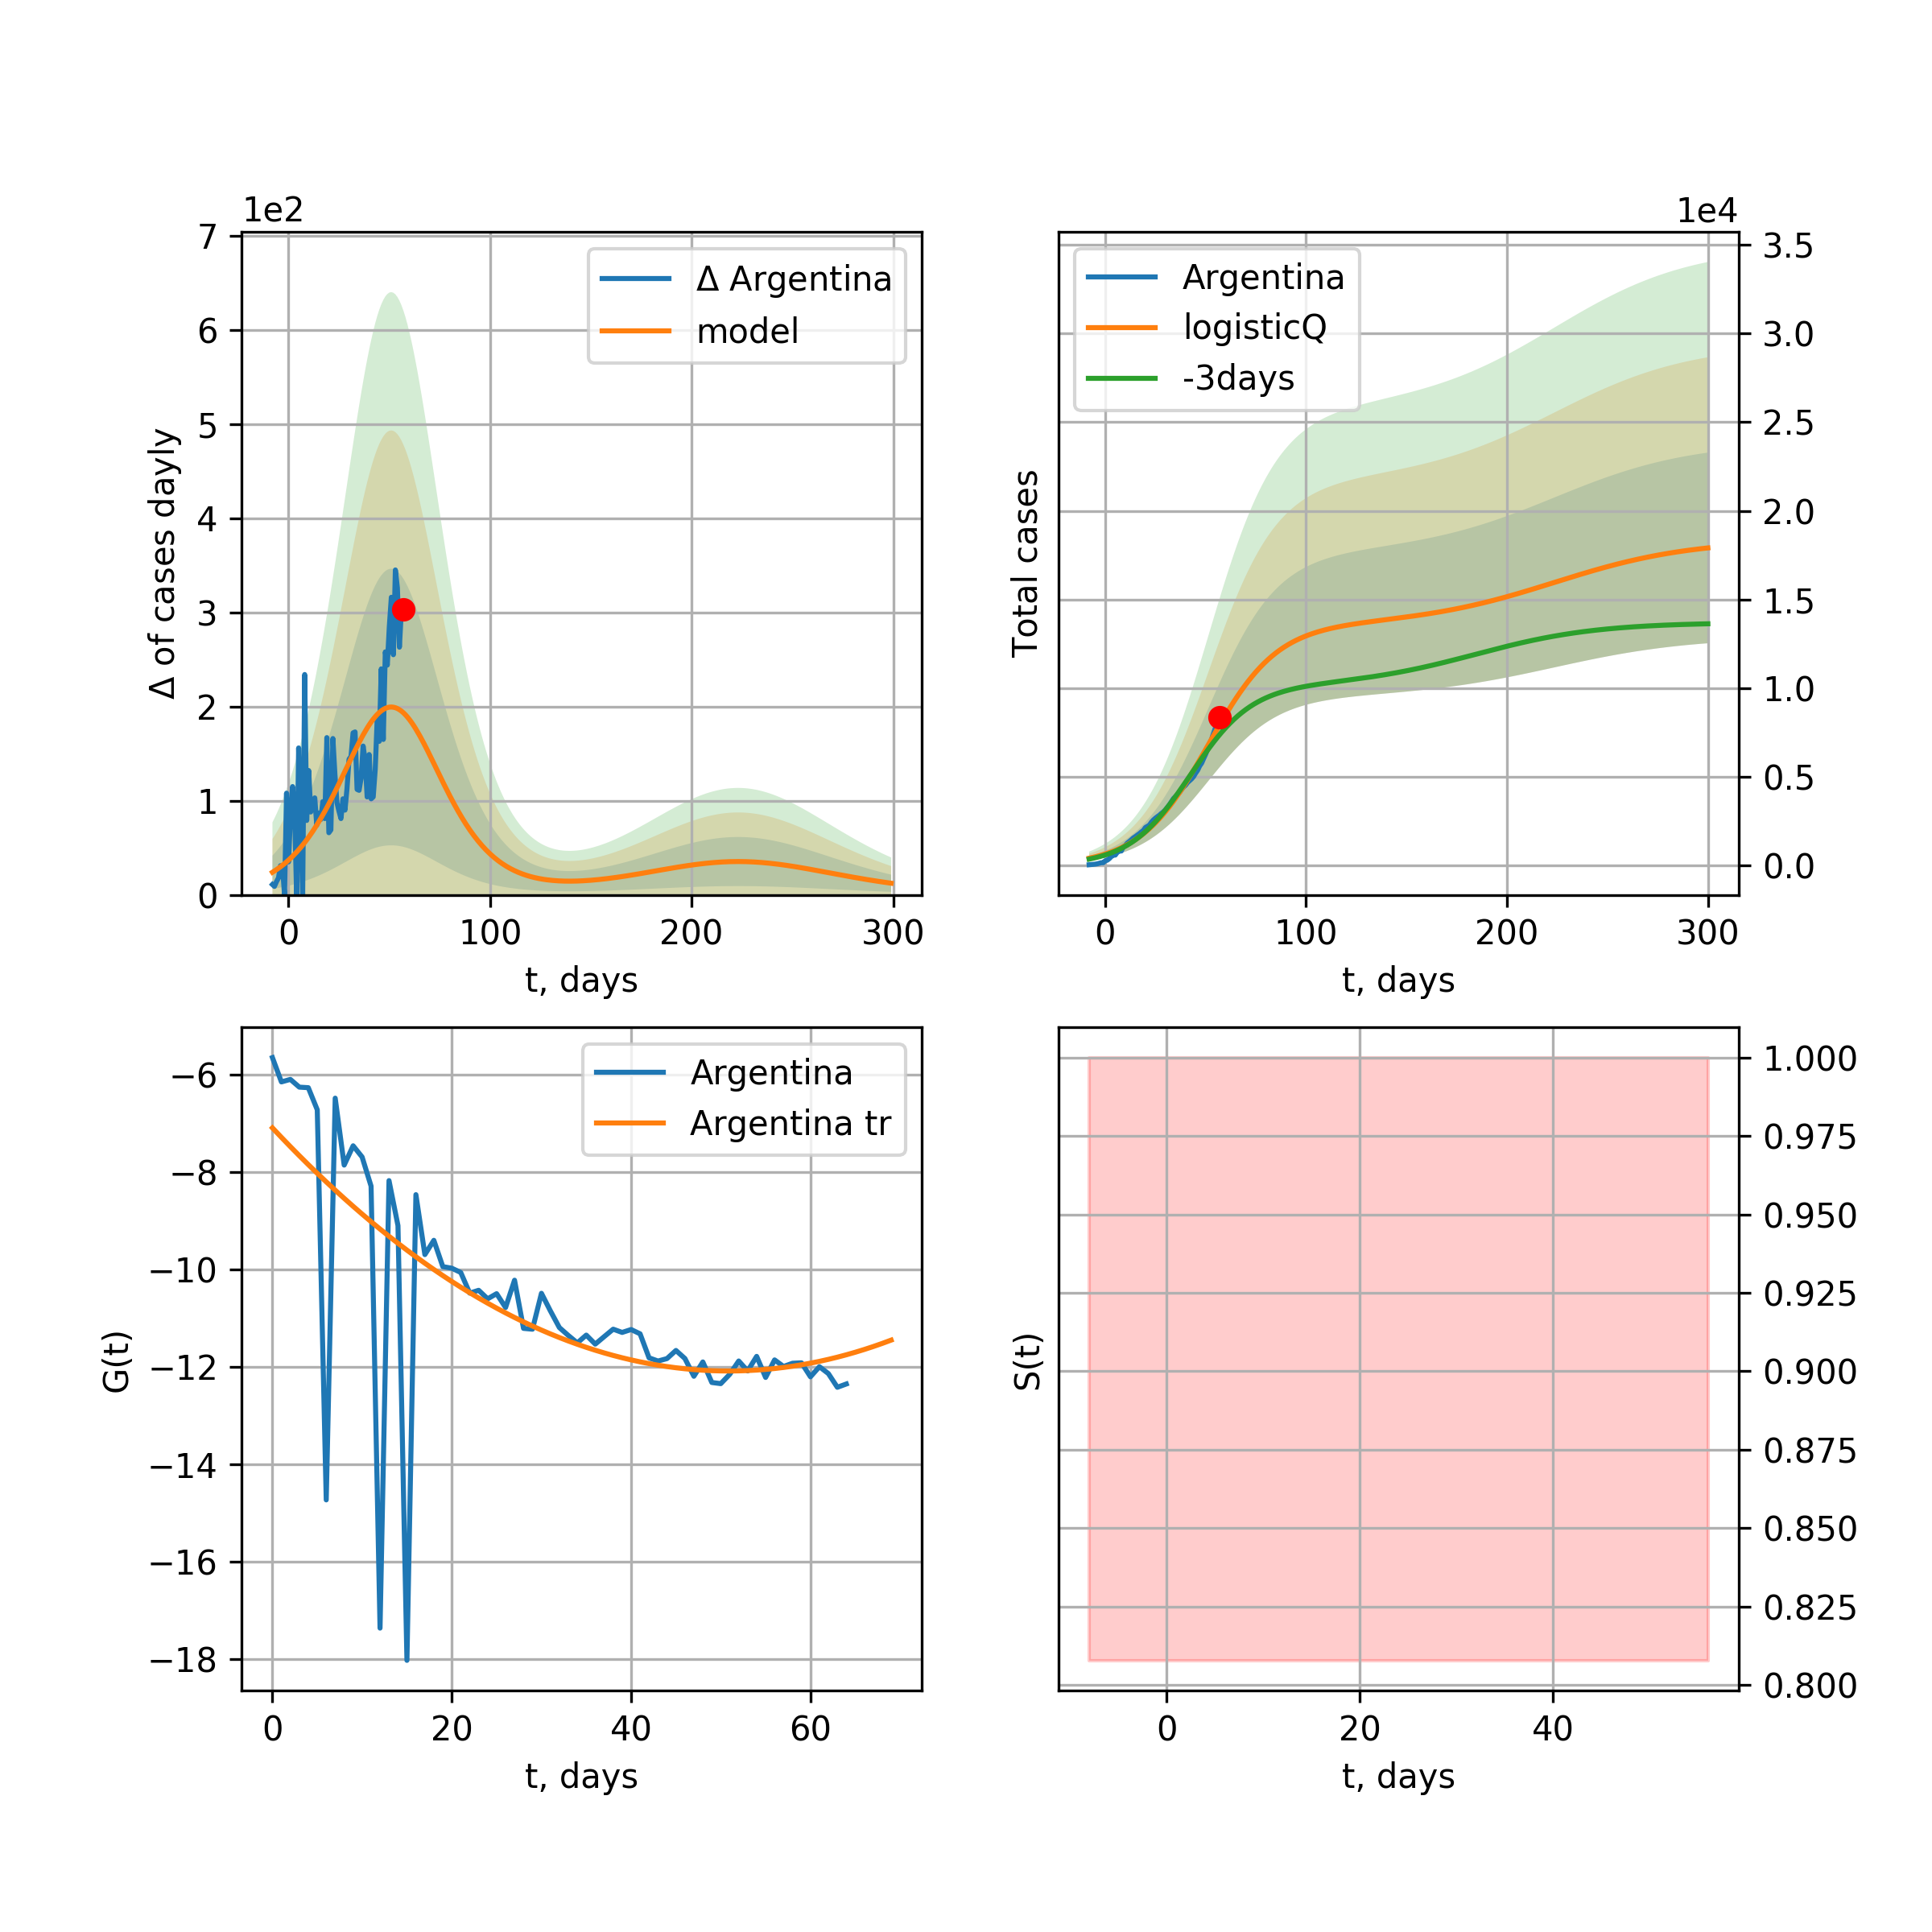 1e2
7
6
5
4
3
2
1
0
Δ of cases dayly
Δ Argentina
model
0 100 200 300
t, days
1e4
Argentina
logisticQ
-3days
Total cases
3.5
3.0
2.5
2.0
1.5
1.0
0.5
0.0
0 100 200 300
t, days
−6
−8
−10
−12
−14
−16
−18
G(t)
Argentina
Argentina tr
0 20 40 60
t, days
S(t)
1.000
0.975
0.950
0.925
0.900
0.875
0.850
0.825
0.800
0 20 40
t, days